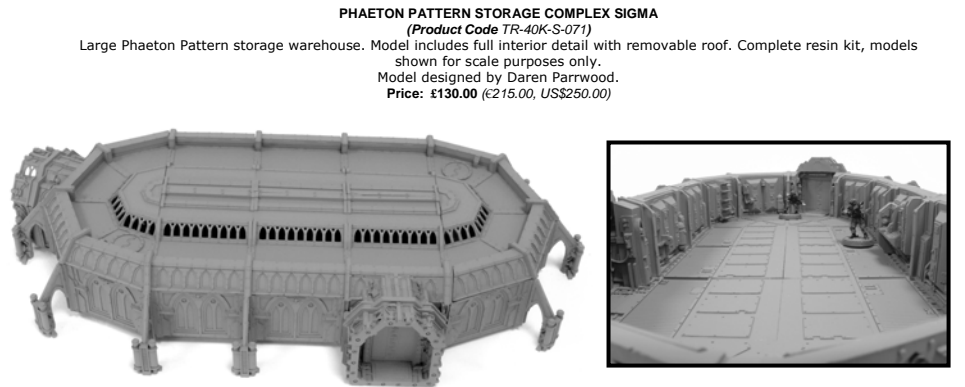 PHAETON PATTERN STORAGE COMPLEX SIGMA
(Product Code TR-40K-S-071)
Large Phaeton Pattern storage warehouse. Model includes full interior detail with removable roof. Complete resin kit, models
shown for scale purposes only.
Model designed by Daren Parrwood.
Price: £130.00 (€215.00, US$250.00)